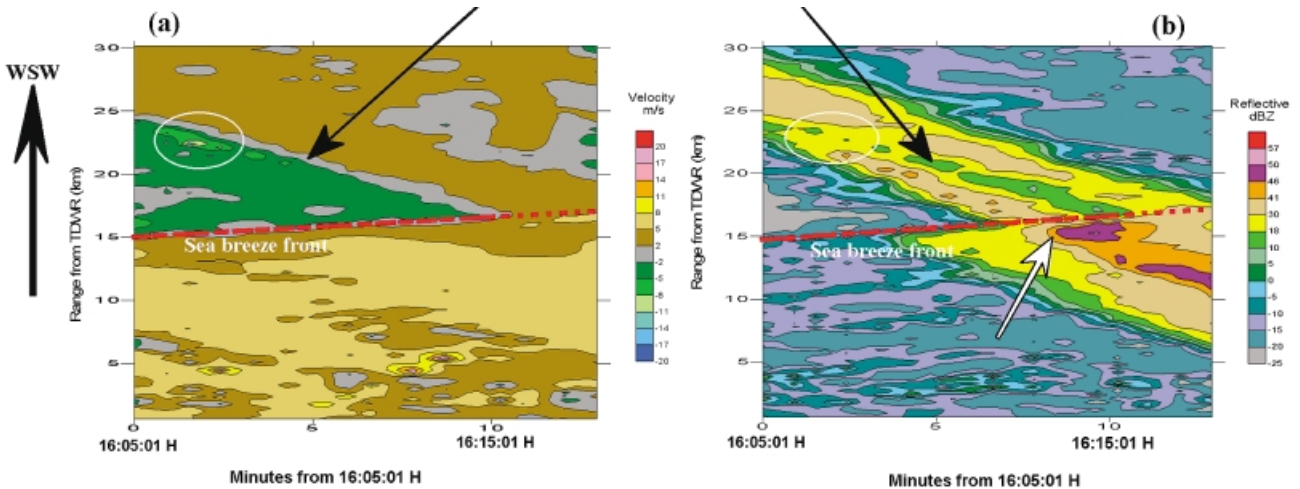 (a)
(b)
WSW
Range from TDWR (km)
30
25
20
15
10
5
0
Sea breeze front
0
5
10
16:05:01 H
16:15:01 H
Minutes from 16:05:01 H
Velocity
m/s
20
17
14
11
8
5
2
-2
-5
-8
-11
-14
-17
-20
Range from TDWR (km)
30
25
20
15
10
5
0
Sea breeze front
0
5
10
16:05:01 H
16:15:01 H
Minutes from 16:05:01 H
Reflective
dBZ
57
50
46
41
30
18
10
5
0
-5
-10
-15
-20
-25